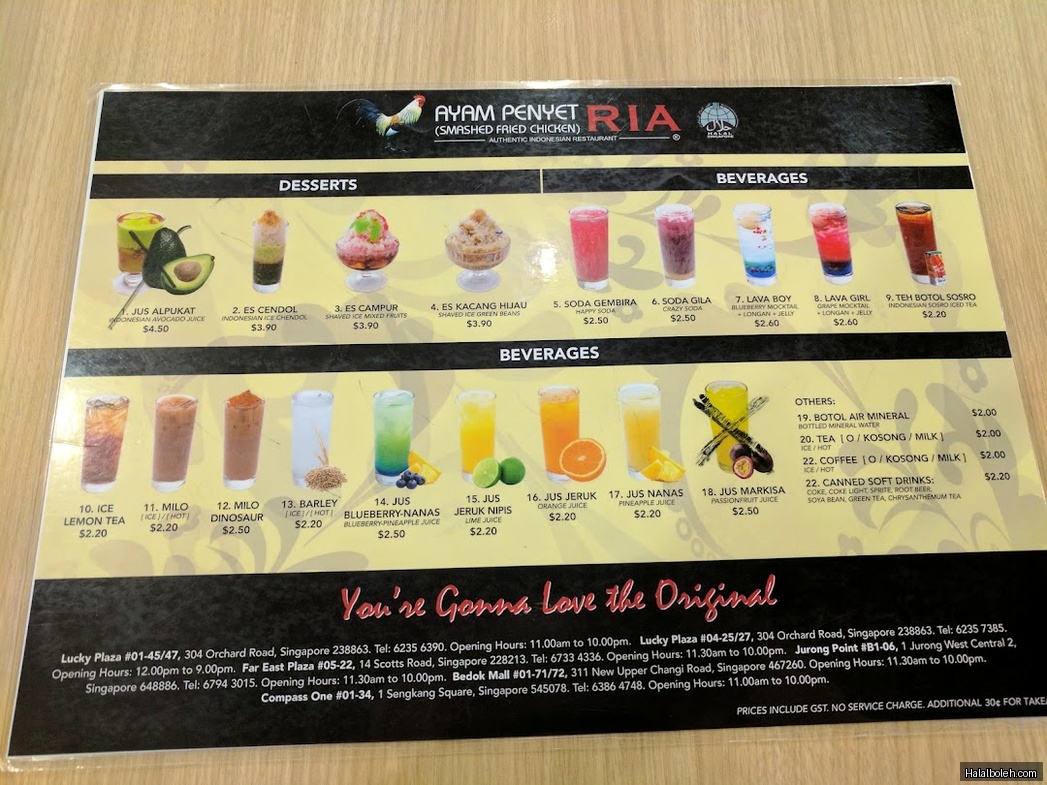 AYAM PENYET RIA
(SMASHED FRIED CHICKEN)
AUTHENTIC INDONESIAN RESTAURANT
®
حلال
HALAL
DESSERTS
BEVERAGES
1. JUS ALPUKAT
INDONESIAN AVOCADO JUICE
$4.50
2. ES CENDOL
INDONESIAN ICE CHENDOL
$3.90
3. ES CAMPUR
SHAVED ICE MIXED FRUITS
$3.90
4. ES KACANG HIJAU
SHAVED ICE GREEN BEANS
$3.90
5. SODA GEMBIRA
HAPPY SODA
$2.50
6. SODA GILA
CRAZY SODA
$2.50
7. LAVA BOY
BLUEBERRY MOCKTAIL
+ LONGAN + JELLY
$2.60
8. LAVA GIRL
GRAPE MOCKTAIL
+ LONGAN + JELLY
$2.60
9. TEH BOTOL SOSRO
INDONESIAN SOSRO ICED TEA
$2.20
BEVERAGES
10. ICE
LEMON TEA
$2.20
11. MILO
[ ICE ] / [ HOT ]
$2.20
12. MILO
DINOSAUR
$2.50
13. BARLEY
[ ICE ] / [ HOT ]
$2.20
14. JUS
BLUEBERRY-NANAS
BLUEBERRY-PINEAPPLE JUICE
$2.50
15. JUS
JERUK NIPIS
LIME JUICE
$2.20
16. JUS JERUK
ORANGE JUICE
$2.20
17. JUS NANAS
PINEAPPLE JUICE
$2.20
18. JUS MARKISA
PASSIONFRUIT JUICE
$2.50
OTHERS:
19. BOTOL AIR MINERAL $2.00
BOTTLED MINERAL WATER
20. TEA [ O / KOSONG / MILK ] $2.00
ICE / HOT
22. COFFEE [ O / KOSONG / MILK ] $2.00
ICE / HOT
22. CANNED SOFT DRINKS: $2.20
COKE, COKE LIGHT, SPRITE, ROOT BEER,
SOYA BEAN, GREEN TEA, CHRYSANTHEMUM TEA
You're Gonna Love the Original
Lucky Plaza #01-45/47, 304 Orchard Road, Singapore 238863. Tel: 6235 6390. Opening Hours: 11.00am to 10.00pm. Lucky Plaza #04-25/27, 304 Orchard Road, Singapore 238863. Tel: 6235 7385.
Opening Hours: 12.00pm to 9.00pm. Far East Plaza #05-22, 14 Scotts Road, Singapore 228213. Tel: 6733 4336. Opening Hours: 11.30am to 10.00pm. Jurong Point #B1-06, 1 Jurong West Central 2,
Singapore 648886. Tel: 6794 3015. Opening Hours: 11.30am to 10.00pm. Bedok Mall #01-71/72, 311 New Upper Changi Road, Singapore 467260. Opening Hours: 11.30am to 10.00pm.
Compass One #01-34, 1 Sengkang Square, Singapore 545078. Tel: 6386 4748. Opening Hours: 11.00am to 10.00pm.
PRICES INCLUDE GST. NO SERVICE CHARGE. ADDITIONAL 30¢ FOR TAKEA
Halalboleh.com